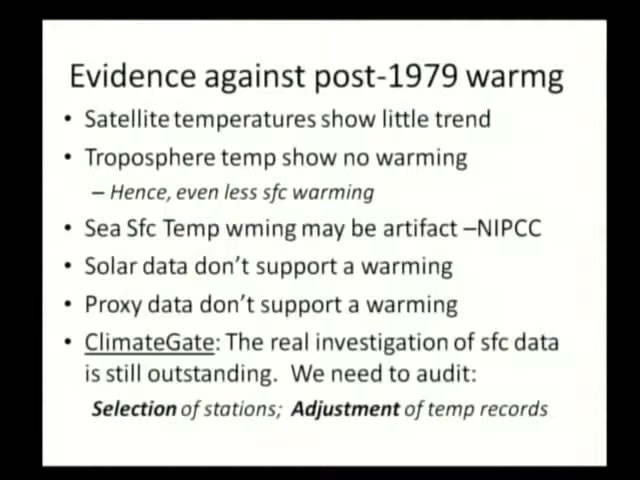 Evidence against post-1979 warmg
• Satellite temperatures show little trend
• Troposphere temp show no warming
– Hence, even less sfc warming
• Sea Sfc Temp wming may be artifact –NIPCC
• Solar data don't support a warming
• Proxy data don't support a warming
• ClimateGate: The real investigation of sfc data
is still outstanding. We need to audit:
Selection of stations; Adjustment of temp records